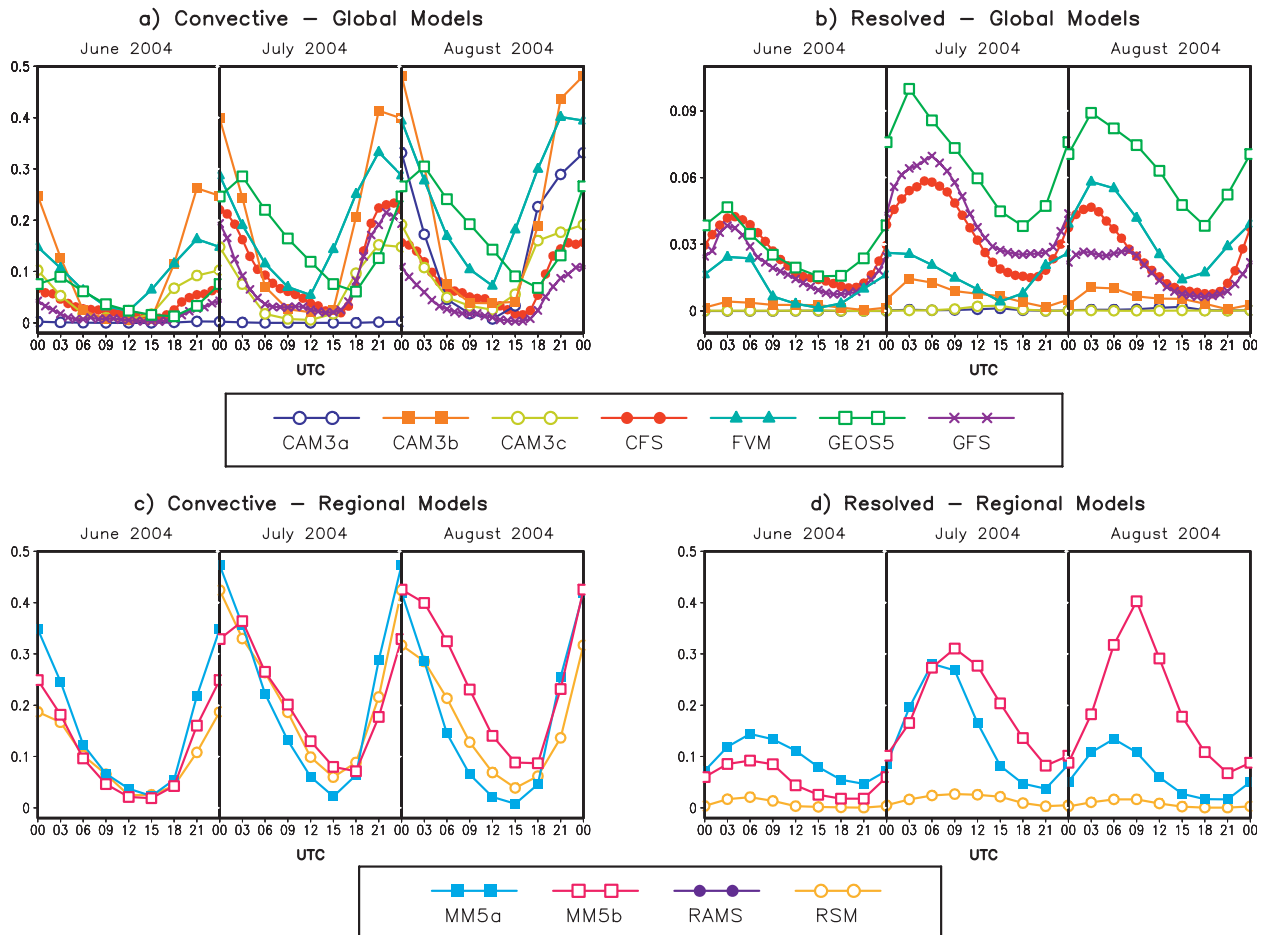 a) Convective – Global Models
June 2004 July 2004 August 2004
0.5
0.4
0.3
0.2
0.1
0
00 03 06 09 12 15 18 21 00 03 06 09 12 15 18 21 00 03 06 09 12 15 18 21 00
UTC
b) Resolved – Global Models
June 2004 July 2004 August 2004
0.09
0.06
0.03
0
00 03 06 09 12 15 18 21 00 03 06 09 12 15 18 21 00 03 06 09 12 15 18 21 00
UTC
CAM3a CAM3b CAM3c CFS FVM GEOS5 GFS
c) Convective – Regional Models
June 2004 July 2004 August 2004
0.5
0.4
0.3
0.2
0.1
0
00 03 06 09 12 15 18 21 00 03 06 09 12 15 18 21 00 03 06 09 12 15 18 21 00
UTC
d) Resolved – Regional Models
June 2004 July 2004 August 2004
0.5
0.4
0.3
0.2
0.1
0
00 03 06 09 12 15 18 21 00 03 06 09 12 15 18 21 00 03 06 09 12 15 18 21 00
UTC
MM5a MM5b RAMS RSM